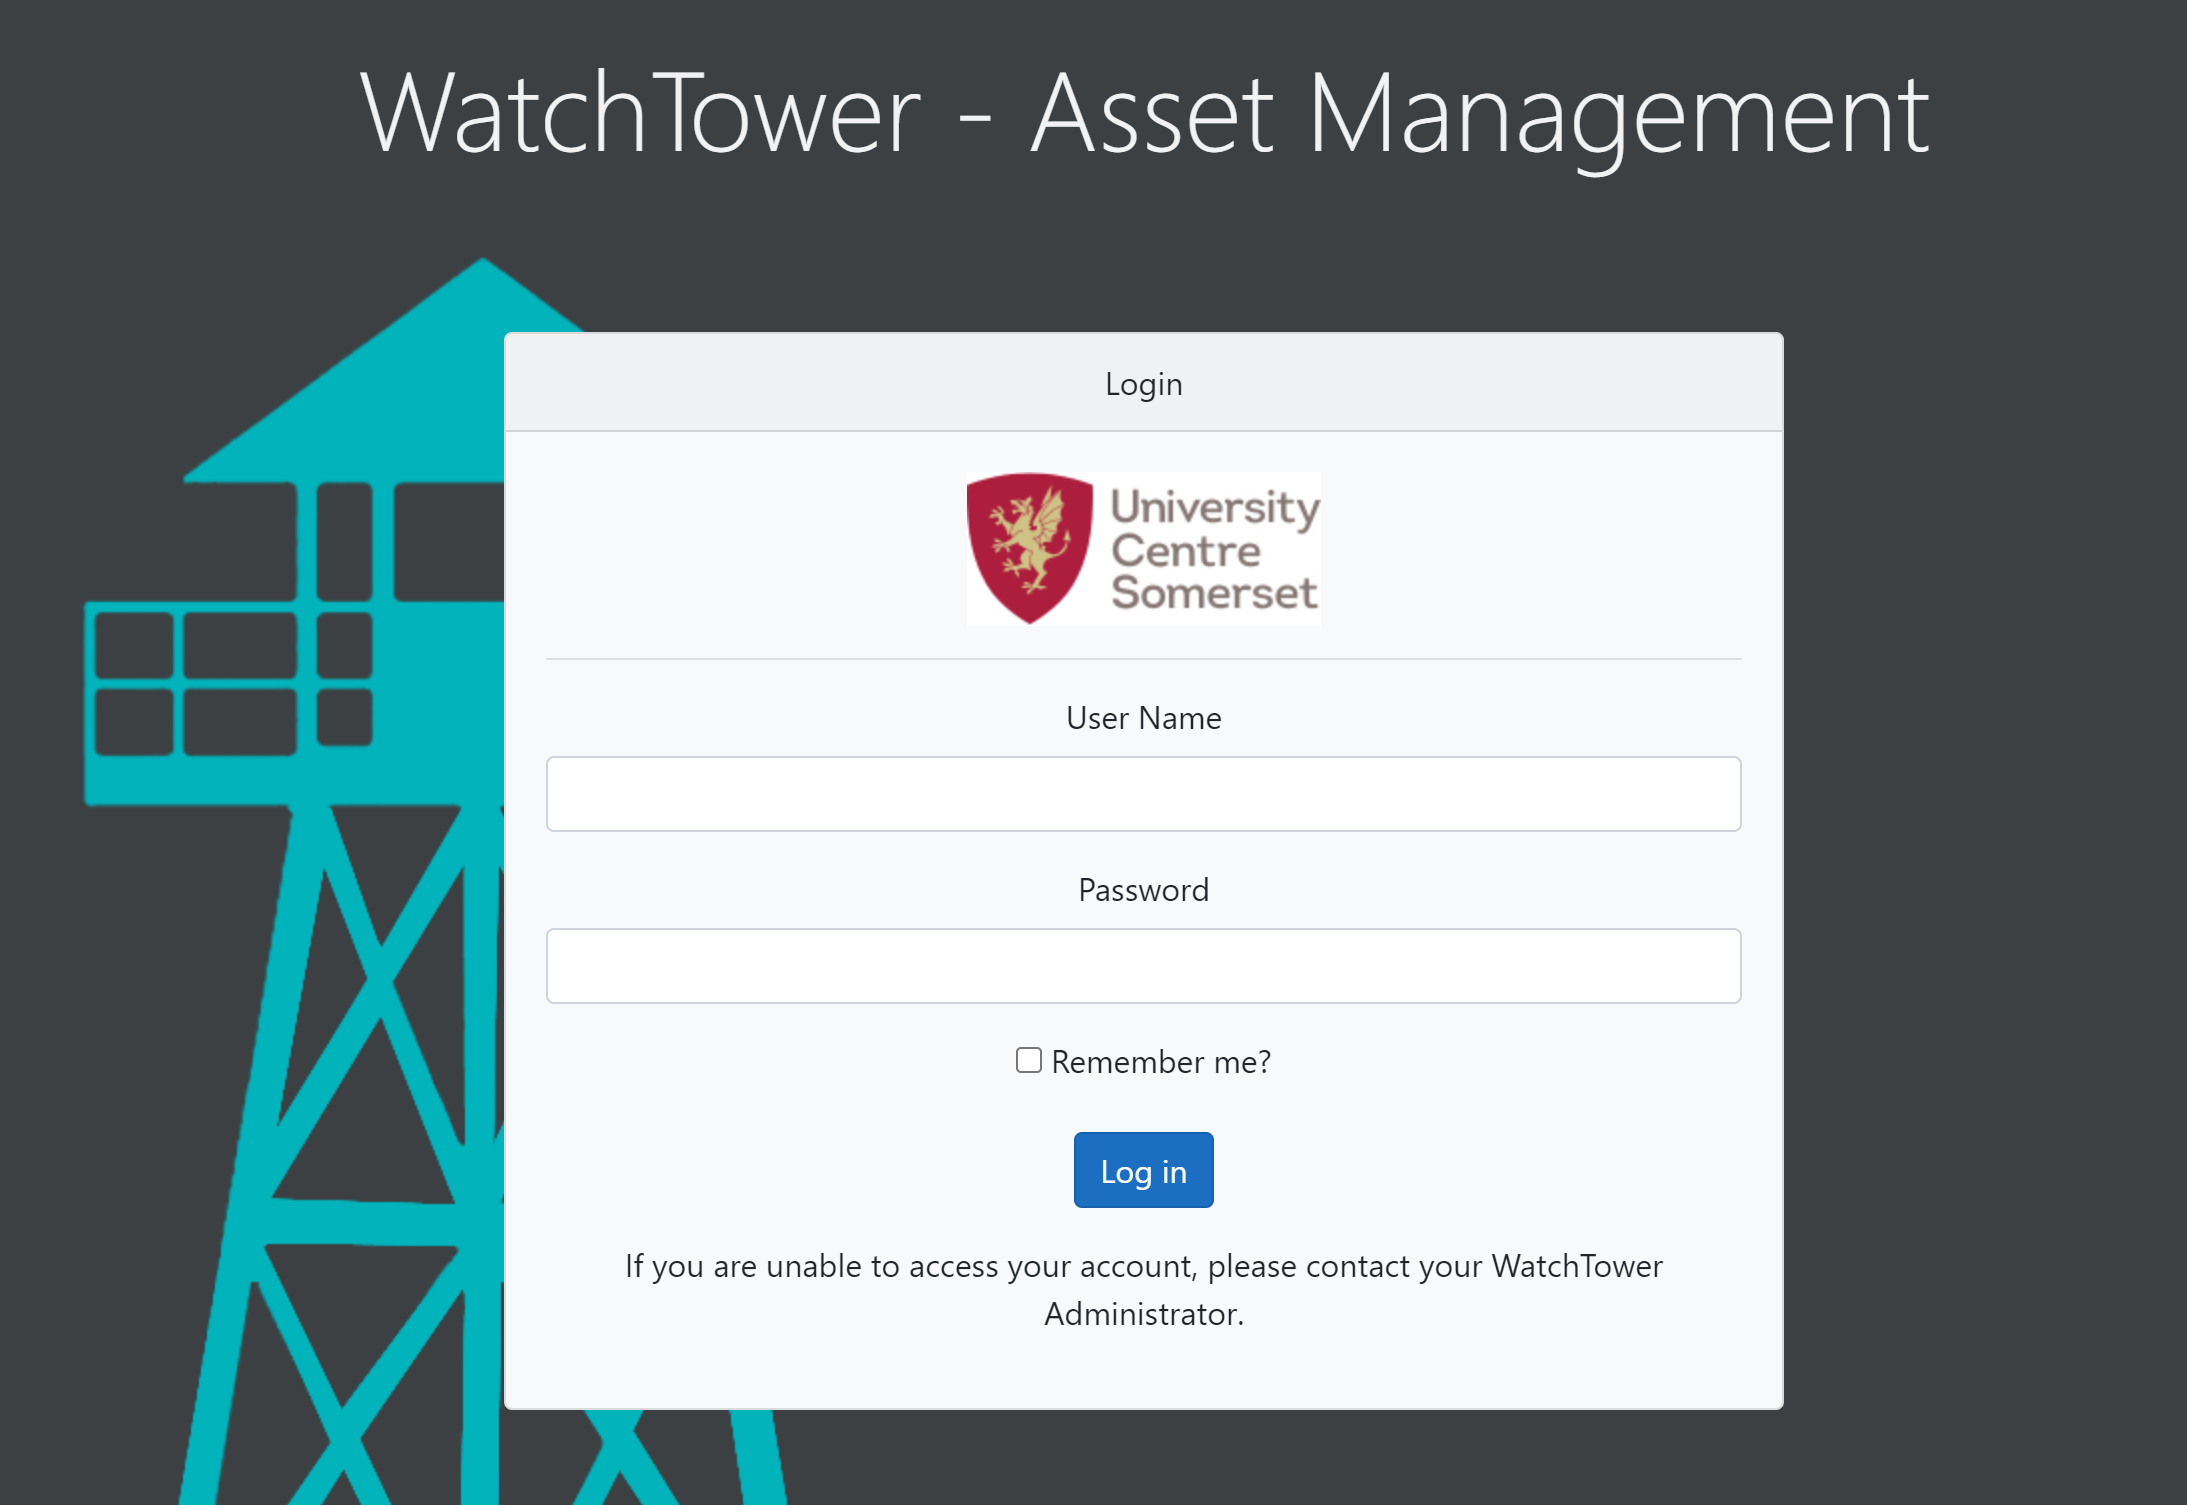 WatchTower - Asset Management
Login
University
Centre
Somerset
User Name
Password
Remember me?
Log in
If you are unable to access your account, please contact your WatchTower
Administrator.